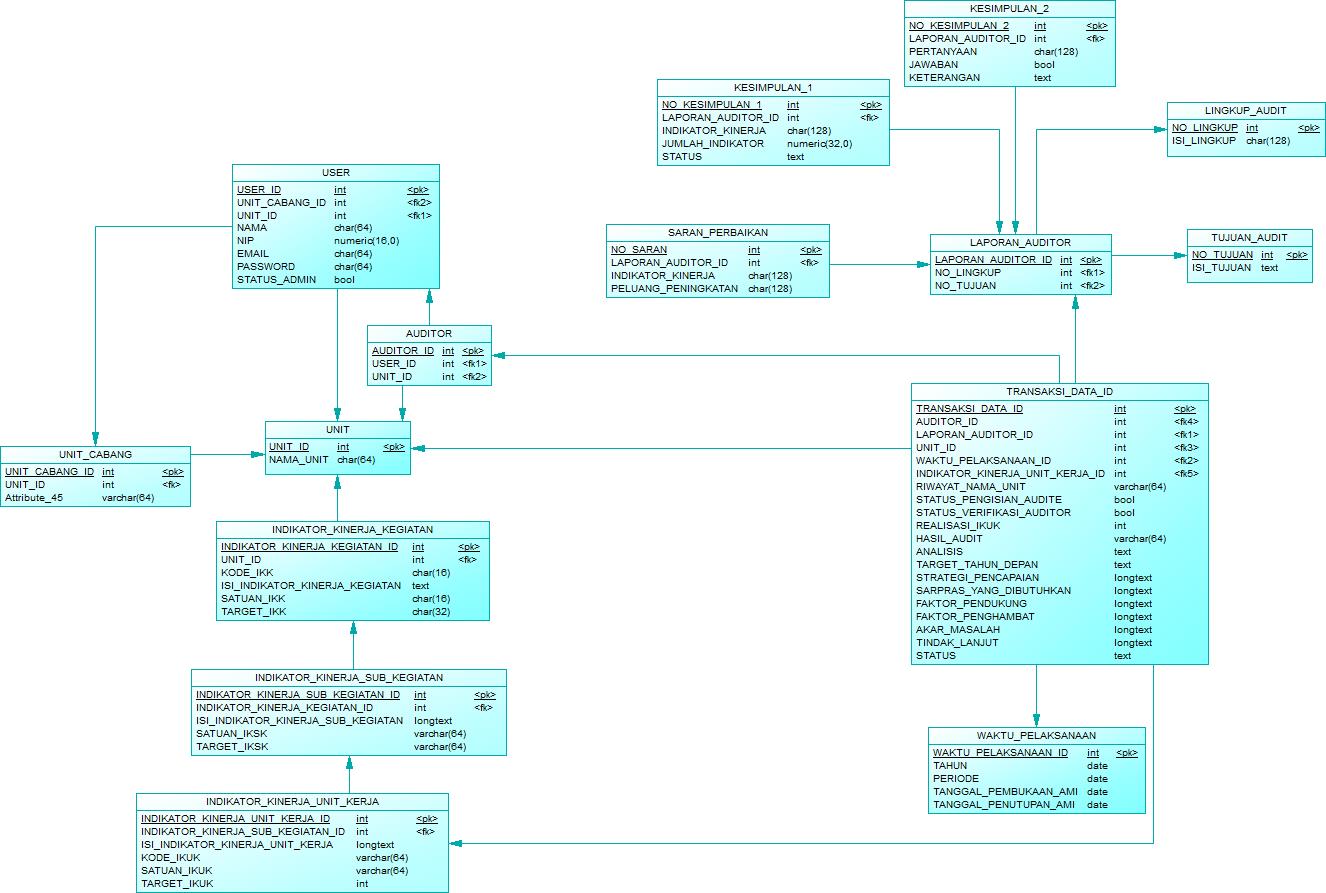 KESIMPULAN_2
NO_KESIMPULAN_2 int <pk>
LAPORAN_AUDITOR_ID int <fk>
PERTANYAAN char(128)
JAWABAN bool
KETERANGAN text
KESIMPULAN_1
NO_KESIMPULAN_1 int <pk>
LAPORAN_AUDITOR_ID int <fk>
INDIKATOR_KINERJA char(128)
JUMLAH_INDIKATOR numeric(32,0)
STATUS text
LINGKUP_AUDIT
NO_LINGKUP int <pk>
ISI_LINGKUP char(128)
USER
USER_ID int <pk>
UNIT_CABANG_ID int <fk2>
UNIT_ID int <fk1>
NAMA char(64)
NIP numeric(16,0)
EMAIL char(64)
PASSWORD char(64)
STATUS_ADMIN bool
SARAN_PERBAIKAN
NO_SARAN int <pk>
LAPORAN_AUDITOR_ID int <fk>
INDIKATOR_KINERJA char(128)
PELUANG_PENINGKATAN char(128)
LAPORAN_AUDITOR
LAPORAN_AUDITOR_ID int <pk>
NO_LINGKUP int <fk1>
NO_TUJUAN int <fk2>
TUJUAN_AUDIT
NO_TUJUAN int <pk>
ISI_TUJUAN text
AUDITOR
AUDITOR_ID int <pk>
USER_ID int <fk1>
UNIT_ID int <fk2>
TRANSAKSI_DATA_ID
TRANSAKSI_DATA_ID int <pk>
AUDITOR_ID int <fk4>
LAPORAN_AUDITOR_ID int <fk1>
UNIT_ID int <fk3>
WAKTU_PELAKSANAAN_ID int <fk2>
INDIKATOR_KINERJA_UNIT_KERJA_ID int <fk5>
RIWAYAT_NAMA_UNIT varchar(64)
STATUS_PENGISIAN_AUDITE bool
STATUS_VERIFIKASI_AUDITOR bool
REALISASI_IKUK int
HASIL_AUDIT varchar(64)
ANALISIS text
TARGET_TAHUN_DEPAN text
STRATEGI_PENCAPAIAN longtext
SARPRAS_YANG_DIBUTUHKAN longtext
FAKTOR_PENDUKUNG longtext
FAKTOR_PENGHAMBAT longtext
AKAR_MASALAH longtext
TINDAK_LANJUT longtext
STATUS text
UNIT
UNIT_ID int <pk>
NAMA_UNIT char(64)
UNIT_CABANG
UNIT_CABANG_ID int <pk>
UNIT_ID int <fk>
Attribute_45 varchar(64)
INDIKATOR_KINERJA_KEGIATAN
INDIKATOR_KINERJA_KEGIATAN_ID int <pk>
UNIT_ID int <fk>
KODE_IKK char(16)
ISI_INDIKATOR_KINERJA_KEGIATAN text
SATUAN_IKK char(16)
TARGET_IKK char(32)
INDIKATOR_KINERJA_SUB_KEGIATAN
INDIKATOR_KINERJA_SUB_KEGIATAN_ID int <pk>
INDIKATOR_KINERJA_KEGIATAN_ID int <fk>
ISI_INDIKATOR_KINERJA_SUB_KEGIATAN longtext
SATUAN_IKSK varchar(64)
TARGET_IKSK varchar(64)
WAKTU_PELAKSANAAN
WAKTU_PELAKSANAAN_ID int <pk>
TAHUN date
PERIODE date
TANGGAL_PEMBUKAAN_AMI date
TANGGAL_PENUTUPAN_AMI date
INDIKATOR_KINERJA_UNIT_KERJA
INDIKATOR_KINERJA_UNIT_KERJA_ID int <pk>
INDIKATOR_KINERJA_SUB_KEGIATAN_ID int <fk>
ISI_INDIKATOR_KINERJA_UNIT_KERJA longtext
KODE_IKUK varchar(64)
SATUAN_IKUK varchar(64)
TARGET_IKUK int